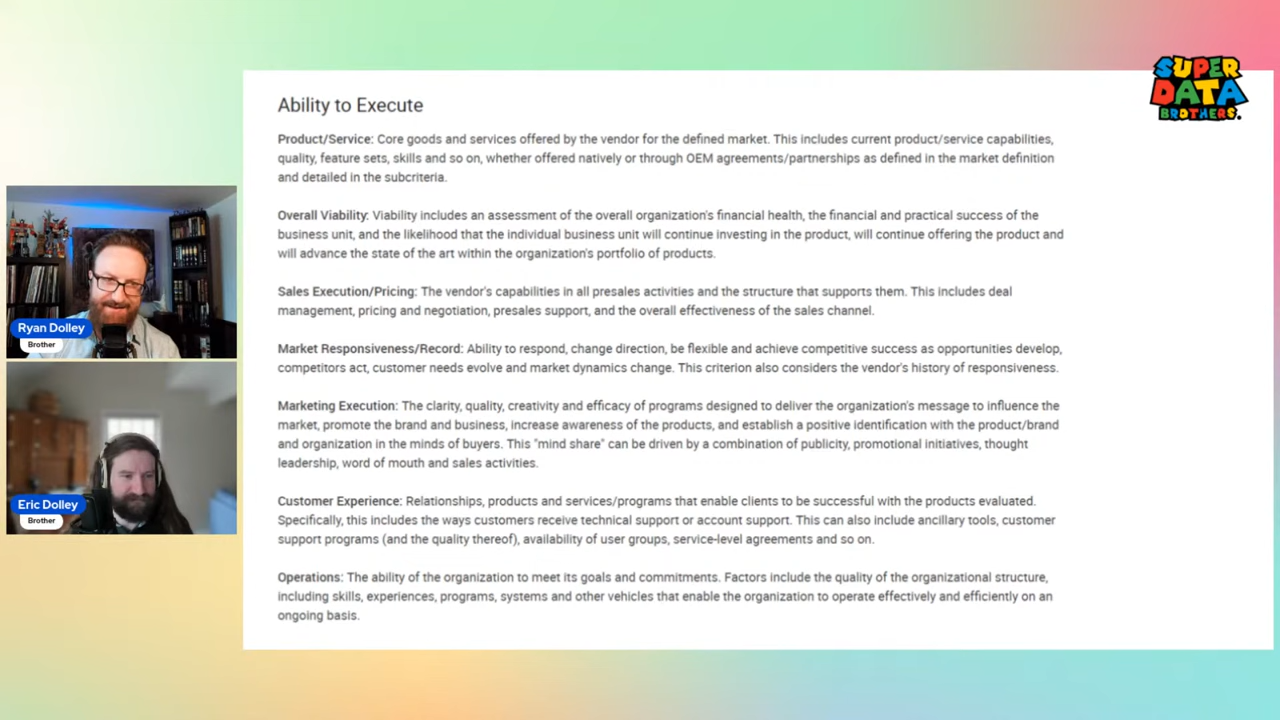 SUPER
DATA
BROTHERS.
Ability to Execute
Product/Service: Core goods and services offered by the vendor for the defined market. This includes current product/service capabilities,
quality, feature sets, skills and so on, whether offered natively or through OEM agreements/partnerships as defined in the market definition
and detailed in the subcriteria.
Overall Viability: Viability includes an assessment of the overall organization's financial health, the financial and practical success of the
business unit, and the likelihood that the individual business unit will continue investing in the product, will continue offering the product and
will advance the state of the art within the organization's portfolio of products.
Sales Execution/Pricing: The vendor's capabilities in all presales activities and the structure that supports them. This includes deal
management, pricing and negotiation, presales support, and the overall effectiveness of the sales channel.
Market Responsiveness/Record: Ability to respond, change direction, be flexible and achieve competitive success as opportunities develop,
competitors act, customer needs evolve and market dynamics change. This criterion also considers the vendor's history of responsiveness.
Marketing Execution: The clarity, quality, creativity and efficacy of programs designed to deliver the organization's message to influence the
market, promote the brand and business, increase awareness of the products, and establish a positive identification with the product/brand
and organization in the minds of buyers. This "mind share" can be driven by a combination of publicity, promotional initiatives, thought
leadership, word of mouth and sales activities.
Customer Experience: Relationships, products and services/programs that enable clients to be successful with the products evaluated.
Specifically, this includes the ways customers receive technical support or account support. This can also include ancillary tools, customer
support programs (and the quality thereof), availability of user groups, service-level agreements and so on.
Operations: The ability of the organization to meet its goals and commitments. Factors include the quality of the organizational structure,
including skills, experiences, programs, systems and other vehicles that enable the organization to operate effectively and efficiently on an
ongoing basis.
Ryan Dolley
Brother
Eric Dolley
Brother